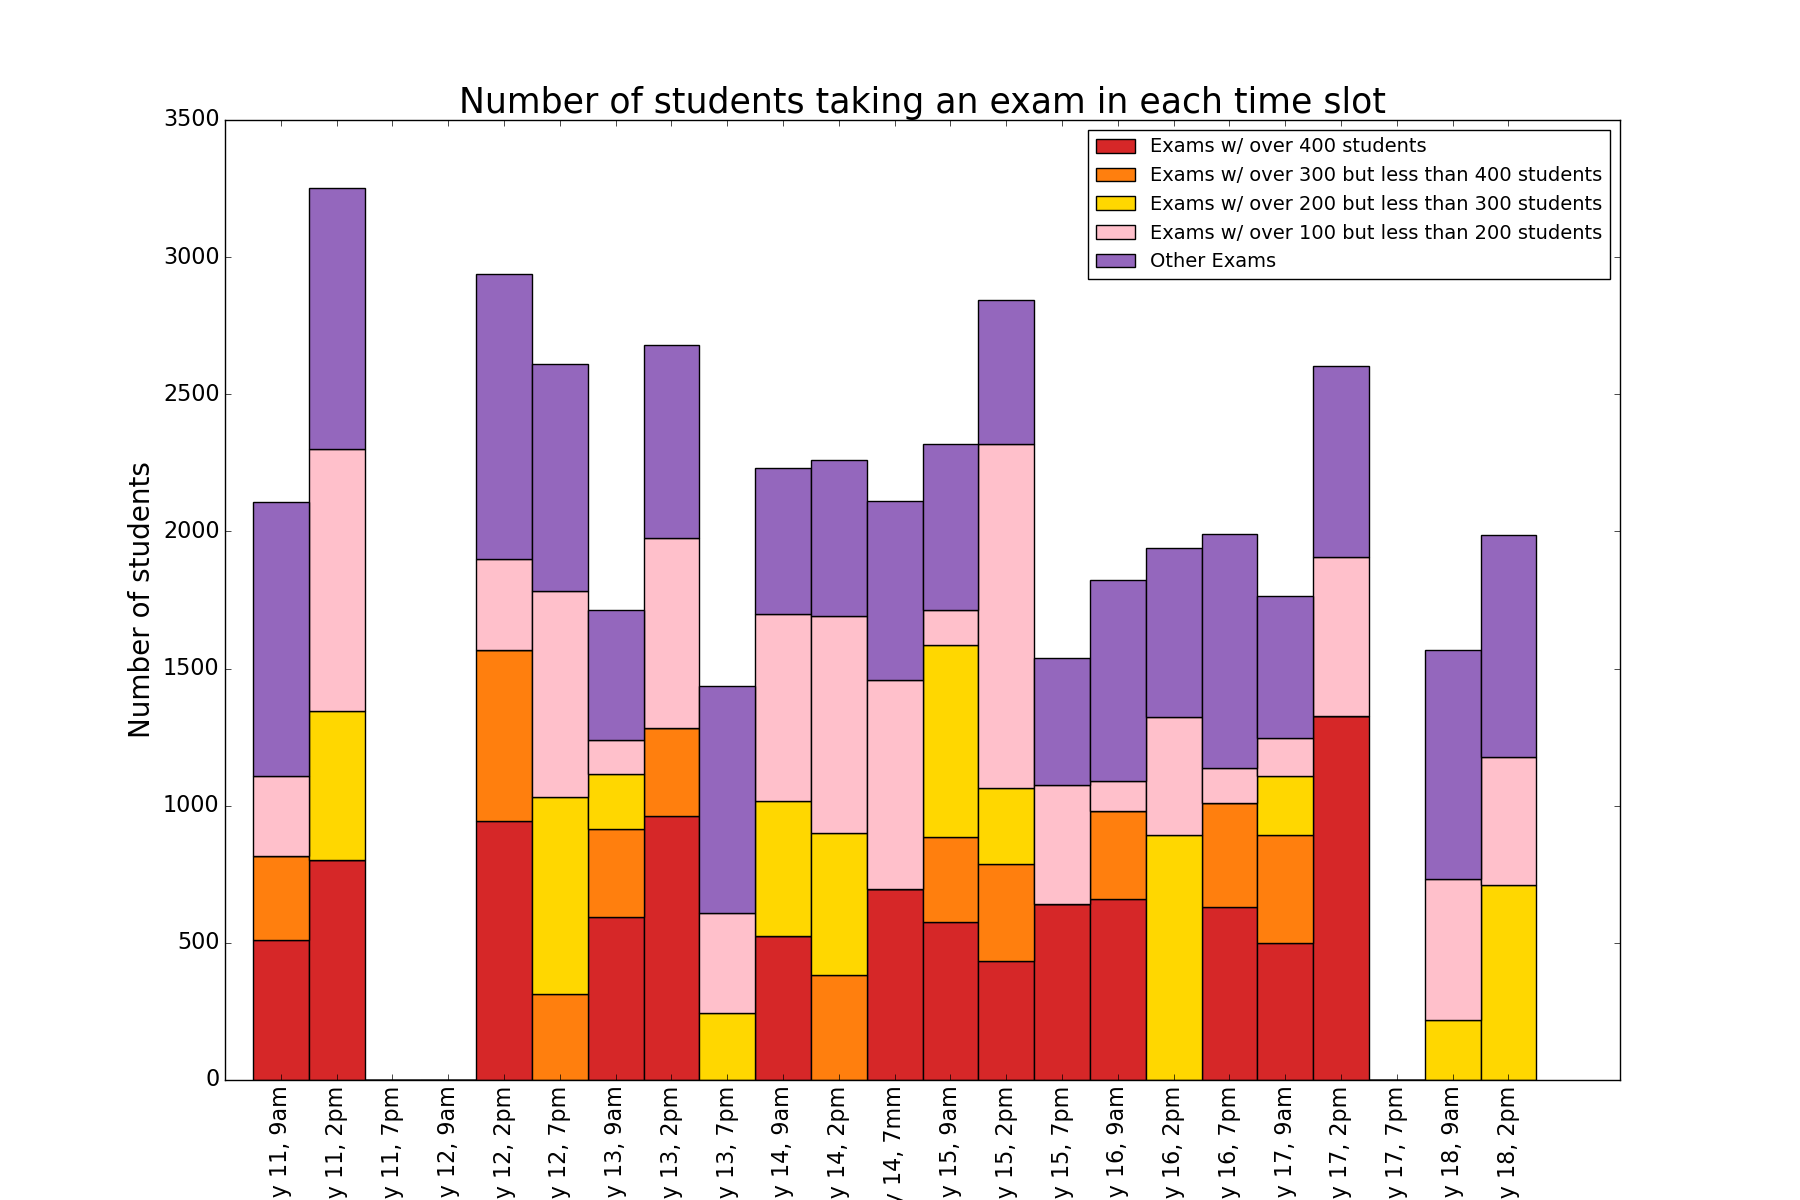 Number of students taking an exam in each time slot
Exams w/ over 400 students
Exams w/ over 300 but less than 400 students
Exams w/ over 200 but less than 300 students
Exams w/ over 100 but less than 200 students
Other Exams
Number of students
3500
3000
2500
2000
1500
1000
500
0
y 11, 9am
y 11, 2pm
y 11, 7pm
y 12, 9am
y 12, 2pm
y 12, 7pm
y 13, 9am
y 13, 2pm
y 13, 7pm
y 14, 9am
y 14, 2pm
y 14, 7mm
y 15, 9am
y 15, 2pm
y 15, 7pm
y 16, 9am
y 16, 2pm
y 16, 7pm
y 17, 9am
y 17, 2pm
y 17, 7pm
y 18, 9am
y 18, 2pm